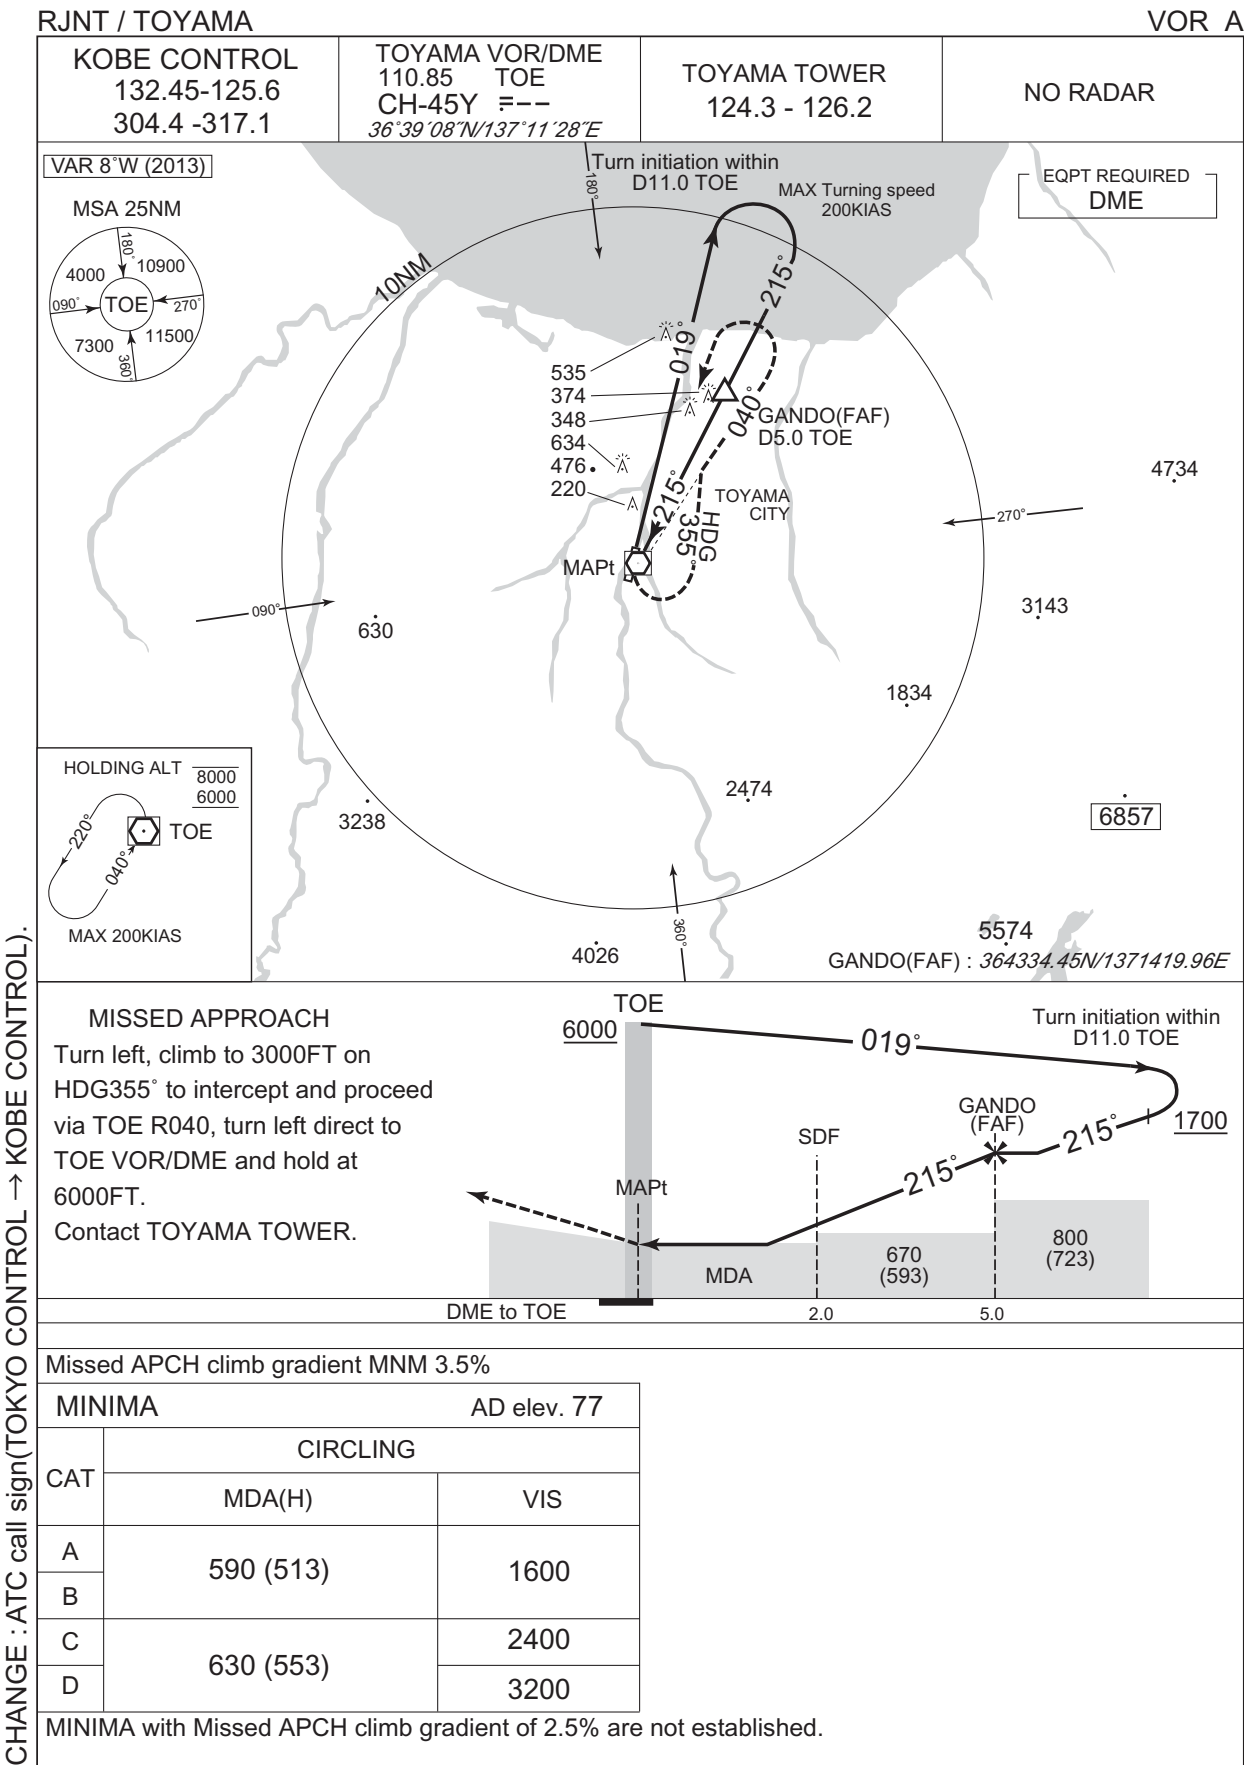 RJNT / TOYAMA
VOR A
KOBE CONTROL
132.45-125.6
304.4 -317.1
TOYAMA VOR/DME
110.85 TOE
CH-45Y
36°39´08˝N/137°11´28˝E
TOYAMA TOWER
124.3 - 126.2
NO RADAR
VAR 8°W (2013)
MSA 25NM
180°
4000
10900
090°
TOE
270°
7300
11500
360°
180°
Turn initiation within
D11.0 TOE
MAX Turning speed
200KIAS
EQPT REQUIRED
DME
10NM
215°
019°
535
374
348
634
476
220
040°
GANDO(FAF)
D5.0 TOE
4734
215°
HDG
355°
TOYAMA
CITY
270°
MAPt
090°
630
3143
1834
2474
3238
6857
HOLDING ALT
8000
6000
220°
TOE
040°
MAX 200KIAS
360°
4026
5574
GANDO(FAF) : 364334.45N/1371419.96E
MISSED APPROACH
Turn left, climb to 3000FT on
HDG355° to intercept and proceed
via TOE R040, turn left direct to
TOE VOR/DME and hold at
6000FT.
Contact TOYAMA TOWER.
TOE
6000
019°
Turn initiation within
D11.0 TOE
GANDO
(FAF)
1700
215°
SDF
215°
MAPt
MDA
670
(593)
800
(723)
DME to TOE
2.0
5.0
Missed APCH climb gradient MNM 3.5%
MINIMA
AD elev. 77
CAT
CIRCLING
MDA(H)
VIS
A
590 (513)
1600
B
C
630 (553)
2400
D
3200
MINIMA with Missed APCH climb gradient of 2.5% are not established.
CHANGE : ATC call sign(TOKYO CONTROL → KOBE CONTROL).